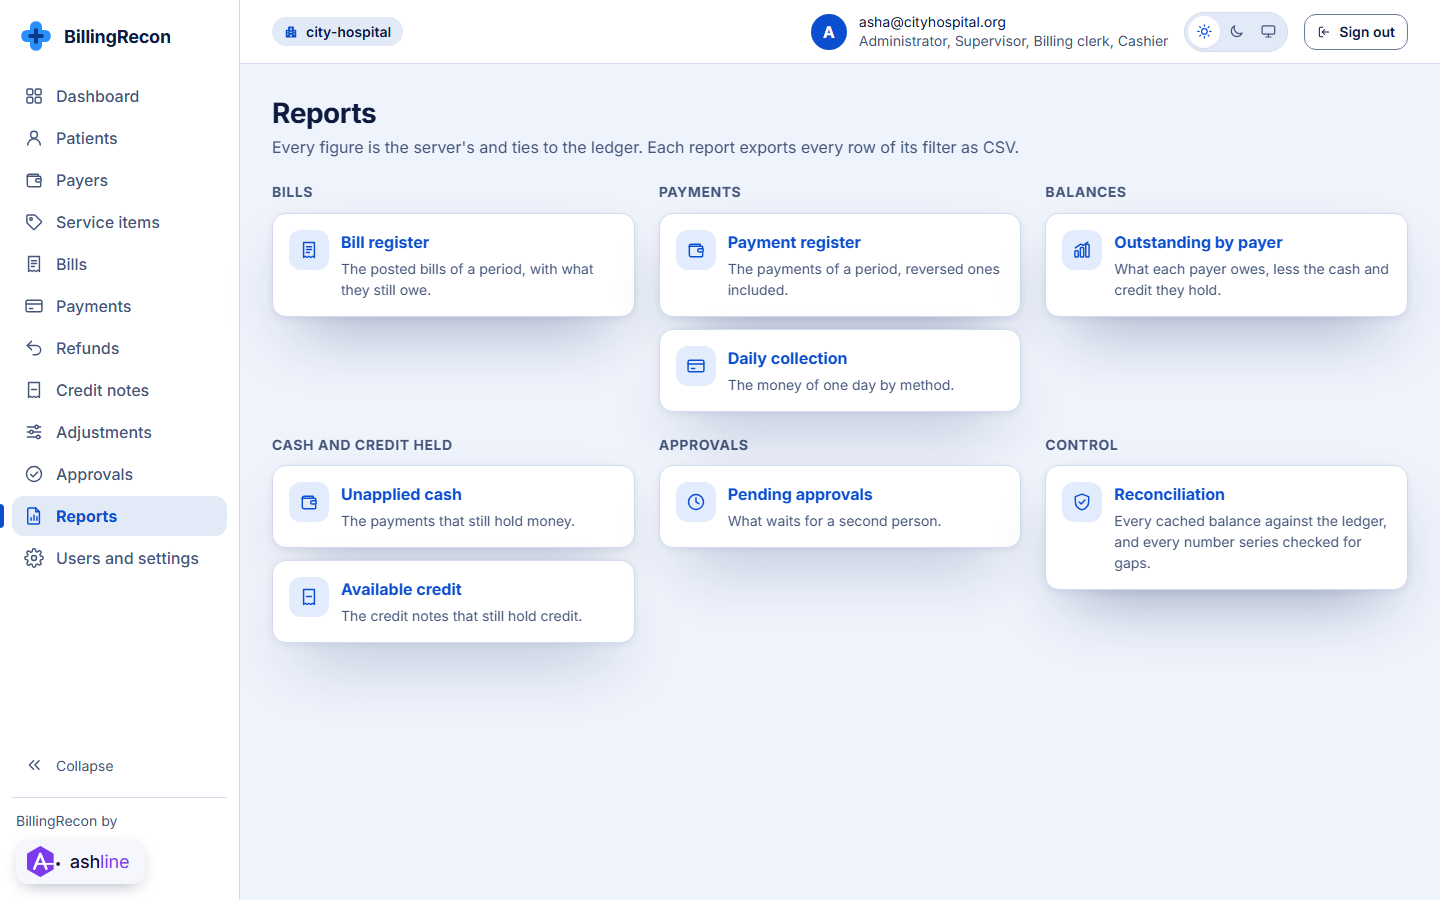 BillingRecon
Dashboard
Patients
Payers
Service items
Bills
Payments
Refunds
Credit notes
Adjustments
Approvals
Reports
Users and settings
Collapse
BillingRecon by
A
ashline
city-hospital
A
asha@cityhospital.org
Administrator, Supervisor, Billing clerk, Cashier
Sign out
Reports
Every figure is the server's and ties to the ledger. Each report exports every row of its filter as CSV.
BILLS
Bill register
The posted bills of a period, with what
they still owe.
PAYMENTS
Payment register
The payments of a period, reversed ones
included.
Daily collection
The money of one day by method.
BALANCES
Outstanding by payer
What each payer owes, less the cash and
credit they hold.
CASH AND CREDIT HELD
Unapplied cash
The payments that still hold money.
Available credit
The credit notes that still hold credit.
APPROVALS
Pending approvals
What waits for a second person.
CONTROL
Reconciliation
Every cached balance against the ledger,
and every number series checked for
gaps.